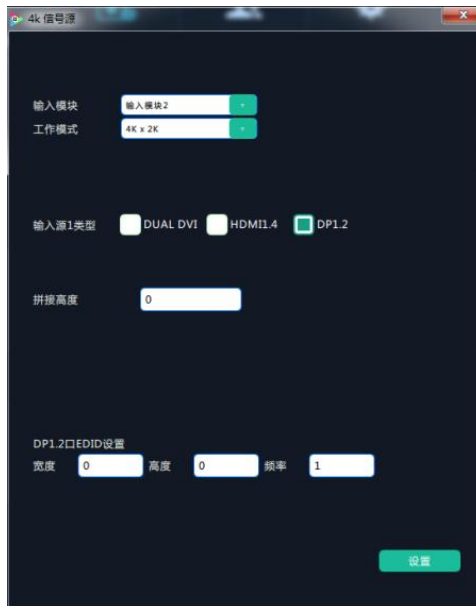 4k 信号源
输入模块 输入模块2
工作模式 4K x 2K
输入源1类型 DUAL DVI HDMI1.4 DP1.2
拼接高度 0
DP1.2口EDID设置
宽度 0 高度 0 频率 1
设置